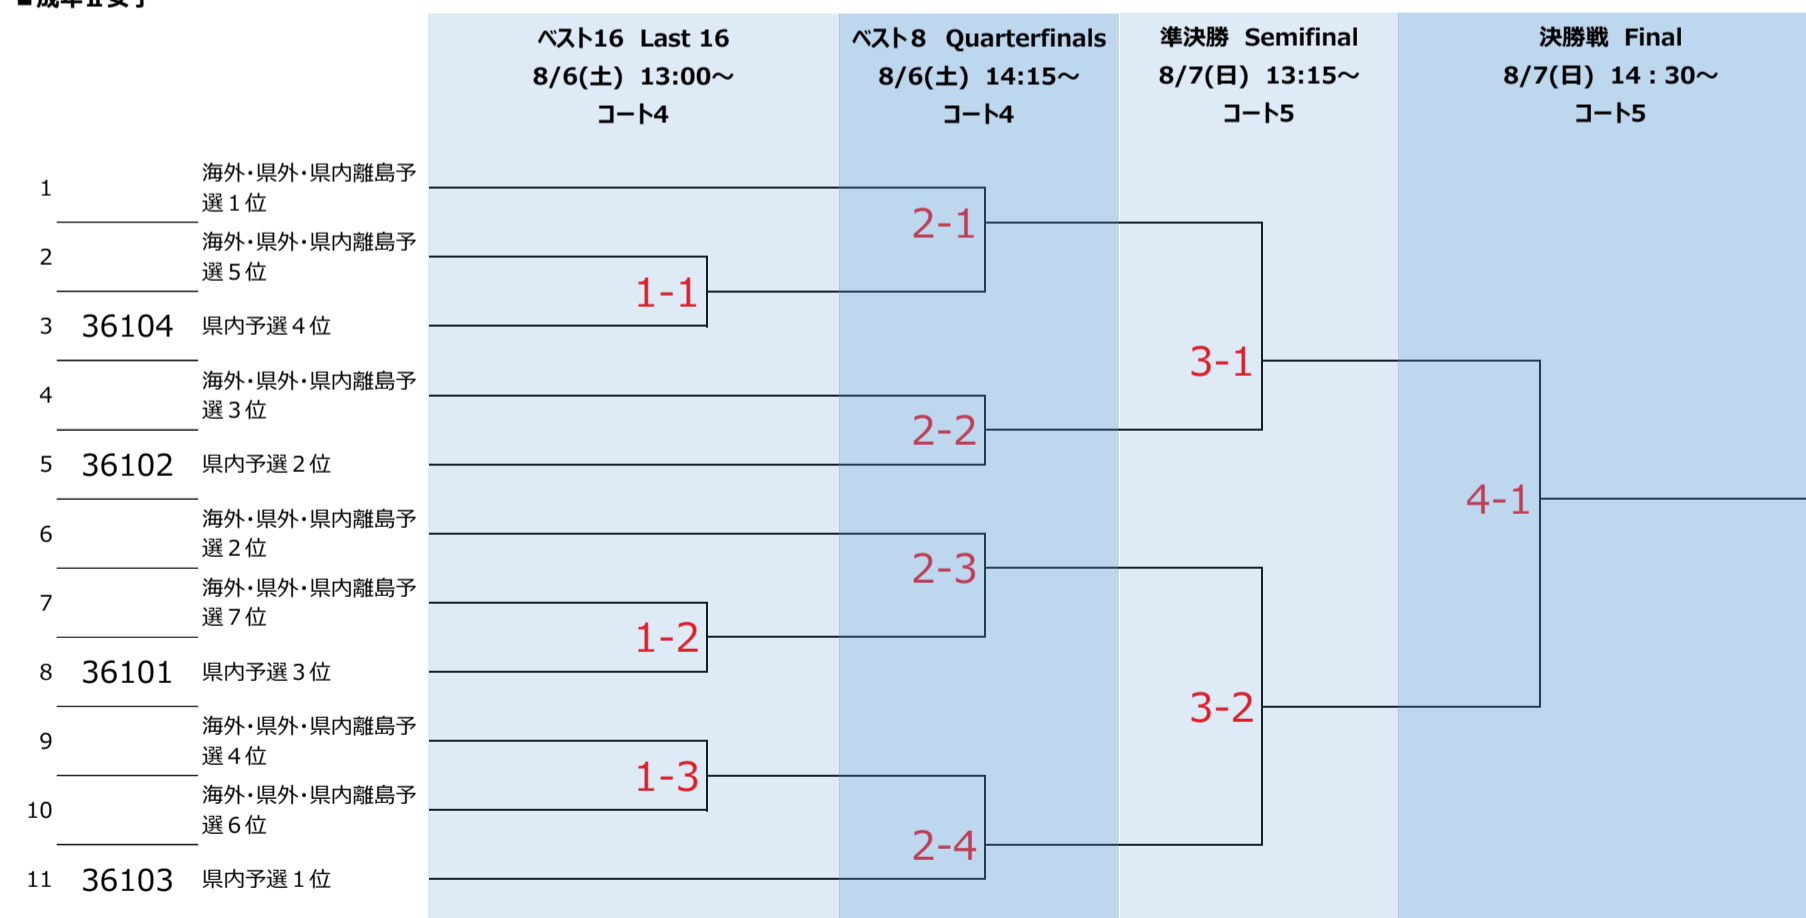 ■成年Ⅱ女子
ベスト16 Last 16
8/6(土) 13:00～
コート4
ベスト8 Quarterfinals
8/6(土) 14:15～
コート4
準決勝 Semifinal
8/7(日) 13:15～
コート5
決勝戦 Final
8/7(日) 14：30～
コート5
1 海外・県外・県内離島予
選１位
2-1
2 海外・県外・県内離島予
選５位
1-1
3 36104 県内予選４位
3-1
4 海外・県外・県内離島予
選３位
2-2
5 36102 県内予選２位
4-1
6 海外・県外・県内離島予
選２位
2-3
7 海外・県外・県内離島予
選７位
1-2
8 36101 県内予選３位
3-2
9 海外・県外・県内離島予
選４位
1-3
10 海外・県外・県内離島予
選６位
2-4
11 36103 県内予選１位